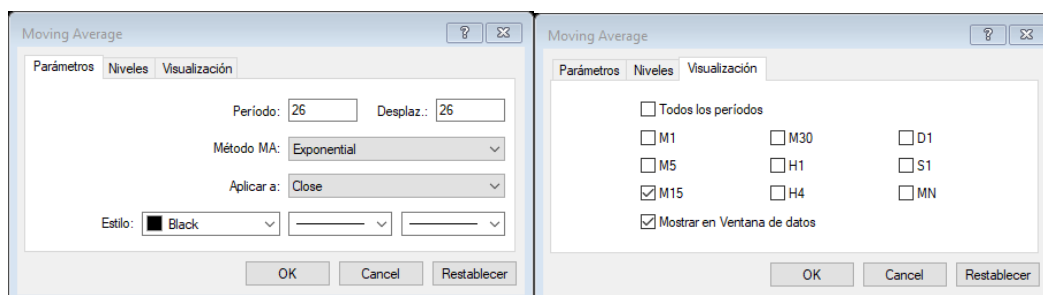 Moving Average
?
Parámetros Niveles Visualización
Período: 26 Desplaz.: 26
Método MA: Exponential
Aplicar a: Close
Estilo: Black
OK Cancel Restablecer
Moving Average
?
Parámetros Niveles Visualización
Todos los períodos
M1 M30 D1
M5 H1 S1
M15 H4 MN
Mostrar en Ventana de datos
OK Cancel Restablecer